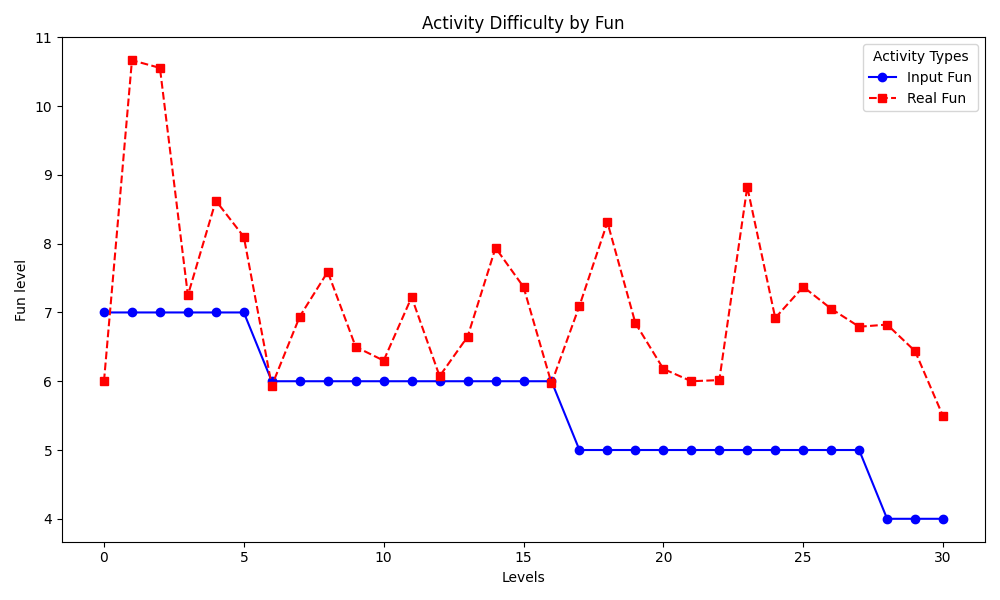 Activity Difficulty by Fun
11
10
9
8
7
6
5
4
Fun level
Activity Types
Input Fun
Real Fun
0 5 10 15 20 25 30
Levels